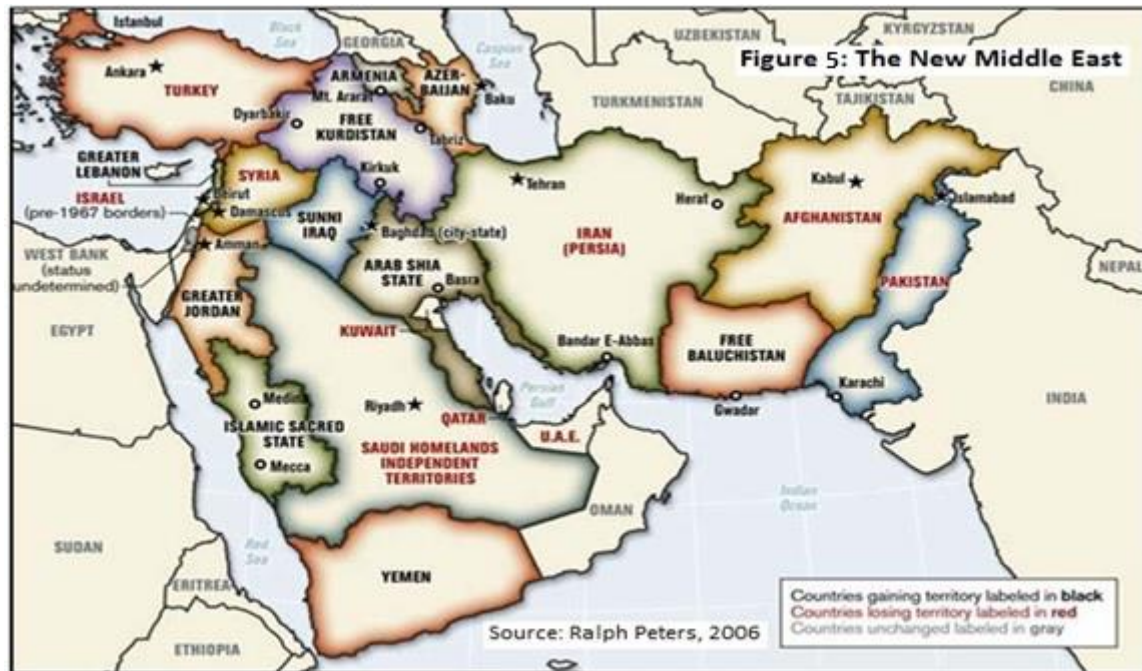 Istanbul
Black
Sea
GEORGIA
Caspian
Sea
UZBEKISTAN
KYRGYZSTAN
Figure 5: The New Middle East
Ankara
TURKEY
ARMENIA
Mt. Ararat
AZER-
BAIJAN
Baku
TURKMENISTAN
TAJIKISTAN
CHINA
Dyarbakir
FREE
KURDISTAN
Tabriz
GREATER
LEBANON
SYRIA
Kirkuk
Tehran
Herat
Kabul
Islamabad
ISRAEL
(pre-1967 borders)
Beirut
Damascus
SUNNI
IRAQ
Baghdad (city-state)
IRAN
(PERSIA)
AFGHANISTAN
WEST BANK
(status
undetermined)
Amman
ARAB SHIA
STATE
Basra
PAKISTAN
NEPAL
EGYPT
GREATER
JORDAN
KUWAIT
Bandar E-Abbas
FREE
BALUCHISTAN
Karachi
Gwadar
INDIA
Medina
ISLAMIC SACRED
STATE
Mecca
Riyadh
Persian
Gulf
QATAR
U.A.E.
SAUDI HOMELANDS
INDEPENDENT
TERRITORIES
OMAN
Indian
Ocean
SUDAN
Red
Sea
ERITREA
YEMEN
ETHIOPIA
Source: Ralph Peters, 2006
Countries gaining territory labeled in black
Countries losing territory labeled in red
Countries unchanged labeled in gray